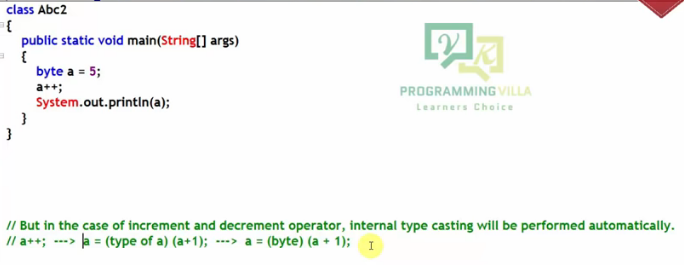 class Abc2
{
public static void main(String[] args)
{
byte a = 5;
a++;
System.out.println(a);
}
}
VR
PROGRAMMING VILLA
Learners Choice
// But in the case of increment and decrement operator, internal type casting will be performed automatically.
// a++; ---> a = (type of a) (a+1); ---> a = (byte) (a + 1);